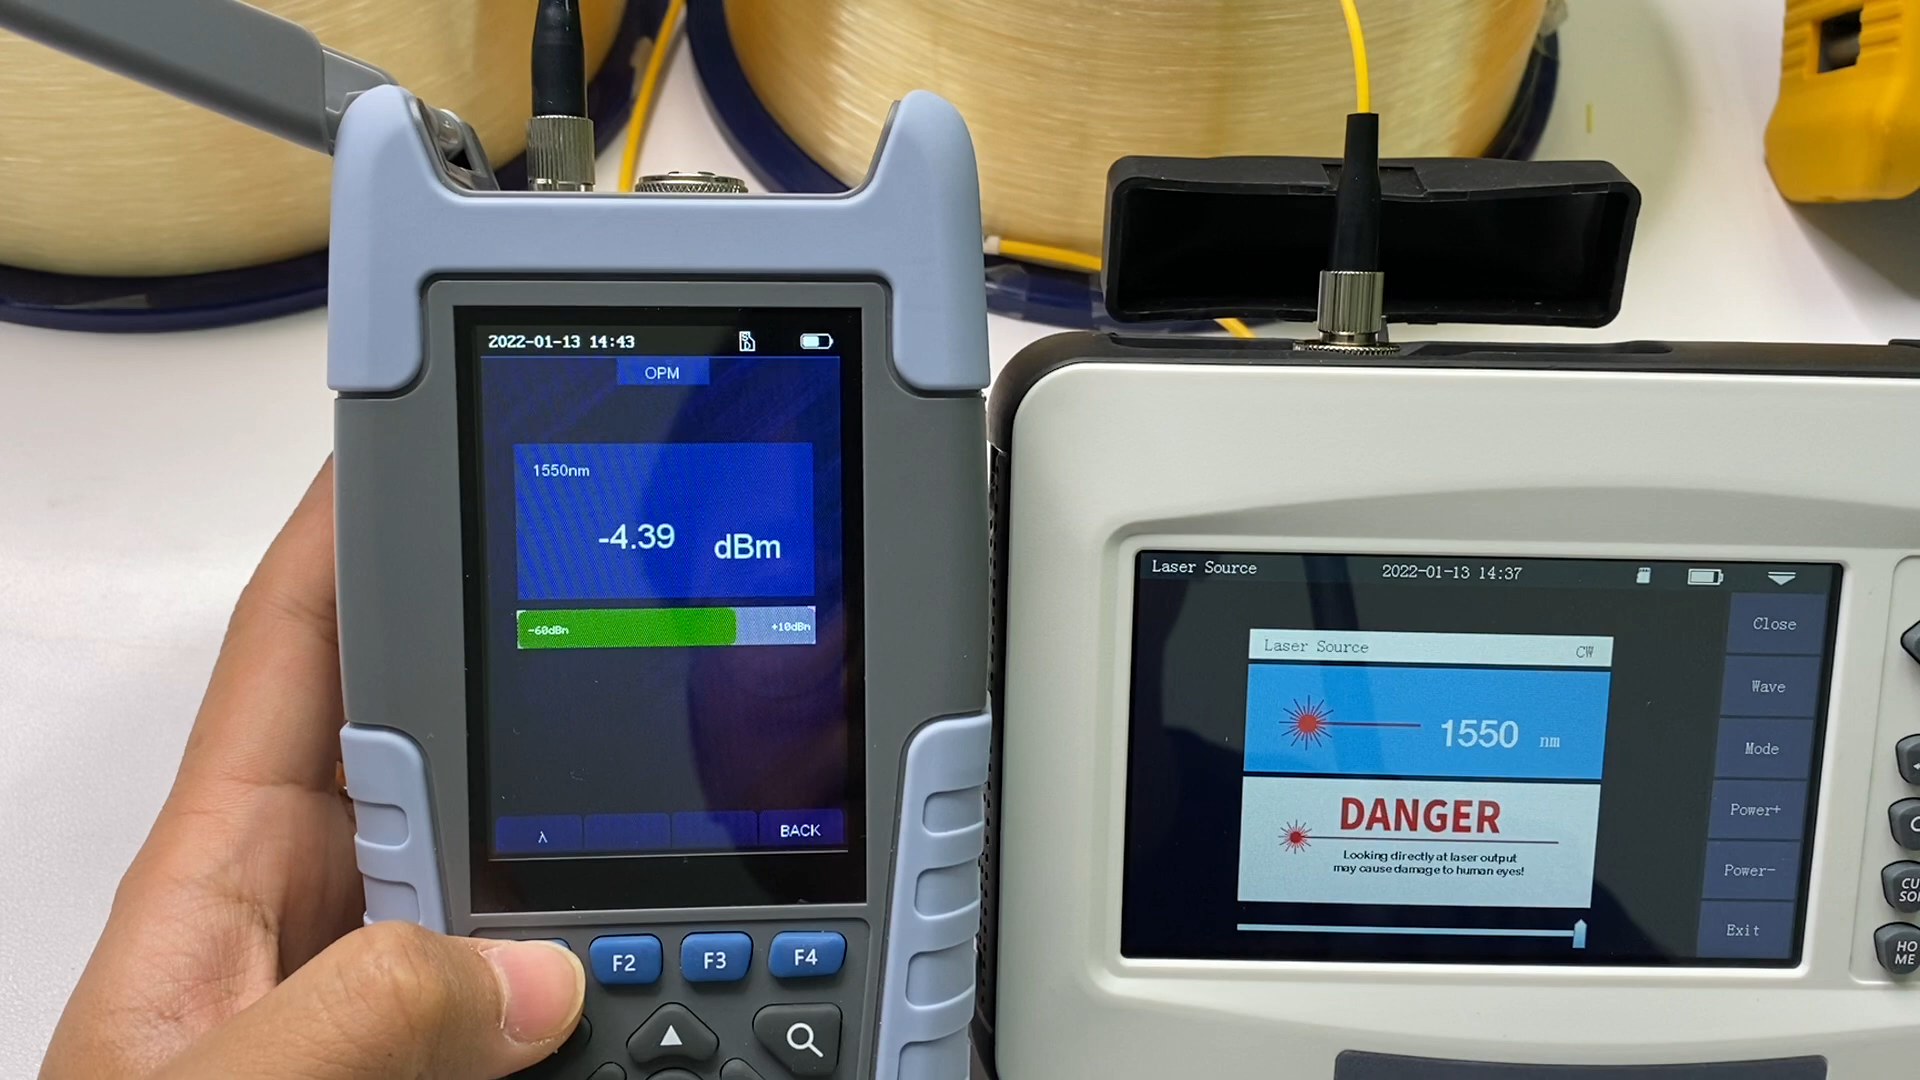 2022-01-13 14:43
OPM
1550nm
-4.39 dBm
-60dBm +10dBm
λ BACK
F2 F3 F4
Laser Source 2022-01-13 14:37
Close
Laser Source CW
Wave
1550 nm
Mode
DANGER
Power+
Looking directly at laser output
may cause damage to human eyes!
Power-
Exit
HO
ME